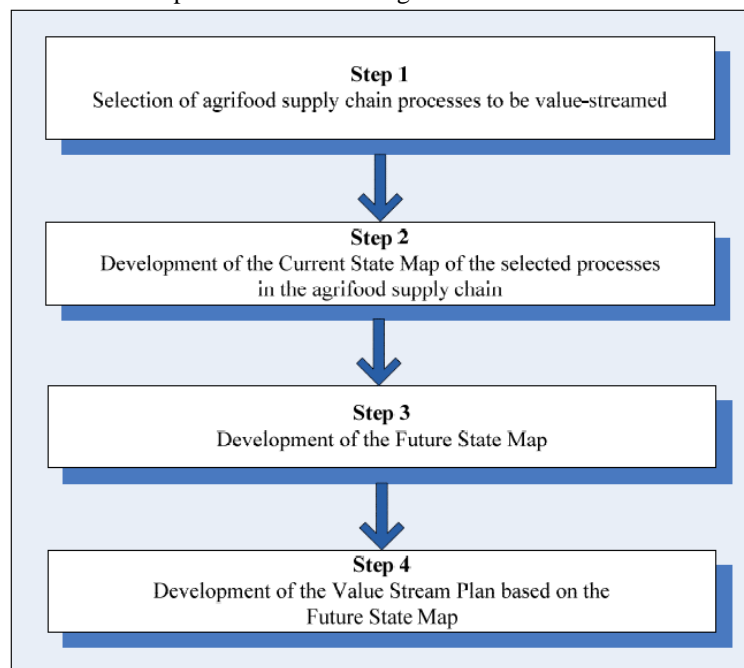 Step 1
Selection of agrifood supply chain processes to be value-streamed
Step 2
Development of the Current State Map of the selected processes
in the agrifood supply chain
Step 3
Development of the Future State Map
Step 4
Development of the Value Stream Plan based on the
Future State Map